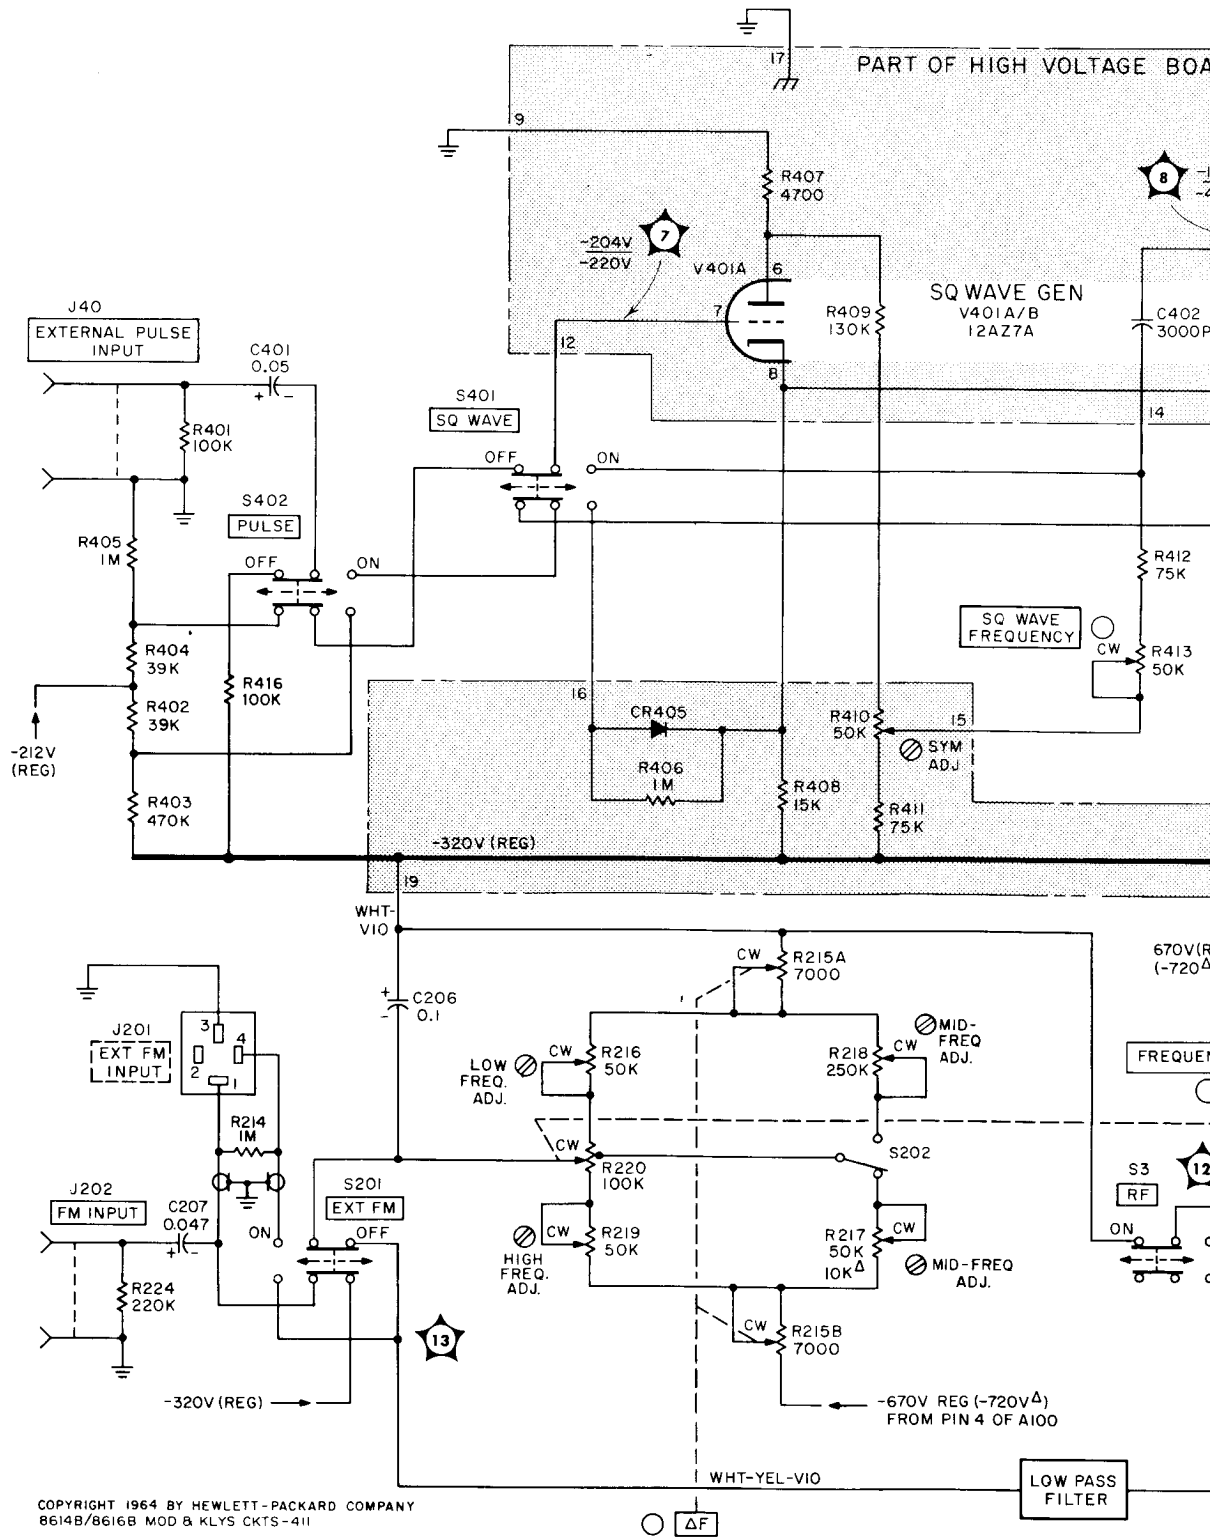 17
PART OF HIGH VOLTAGE BOA
9
R407
4700
8
7
-204V
-220V
V401A
6
7
SQ WAVE GEN
V401A/B
12AZ7A
R409
130K
C402
3000P
12
8
14
J40
EXTERNAL PULSE
INPUT
C401
0.05
+ -
R401
100K
S401
SQ WAVE
OFF
ON
S402
PULSE
OFF
ON
R405
1M
R412
75K
SQ WAVE
FREQUENCY
CW
R413
50K
R404
39K
R416
100K
R402
39K
-212V
(REG)
R403
470K
16
CR405
R406
1M
R408
15K
R410
50K
15
SYM
ADJ
R411
75K
-320V (REG)
19
WHT-
VIO
CW
R215A
7000
670V(R
(-720Δ
+
-
C206
0.1
J201
EXT FM
INPUT
3
4
2
1
LOW
FREQ.
ADJ.
CW
R216
50K
R218
250K
CW
MID-
FREQ
ADJ.
FREQUEN
R214
1M
CW
R220
100K
S202
S3
RF
12
ON
J202
FM INPUT
C207
0.047
+ -
ON
S201
EXT FM
OFF
CW
R219
50K
HIGH
FREQ.
ADJ.
R217
50K
10KΔ
CW
MID-FREQ
ADJ.
R224
220K
13
CW
R215B
7000
-320V (REG)
-670V REG (-720VΔ)
FROM PIN 4 OF A100
WHT-YEL-VIO
LOW PASS
FILTER
COPYRIGHT 1964 BY HEWLETT-PACKARD COMPANY
8614B/8616B MOD & KLYS CKTS-411
ΔF